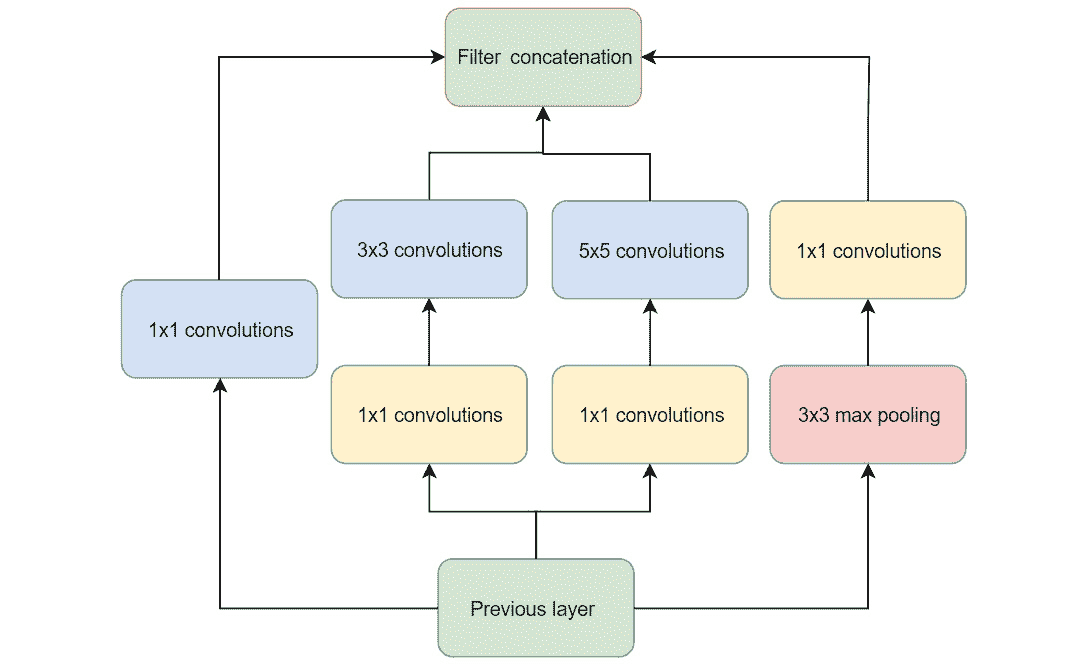 Filter concatenation
3x3 convolutions
5x5 convolutions
1x1 convolutions
1x1 convolutions
1x1 convolutions
1x1 convolutions
3x3 max pooling
Previous layer